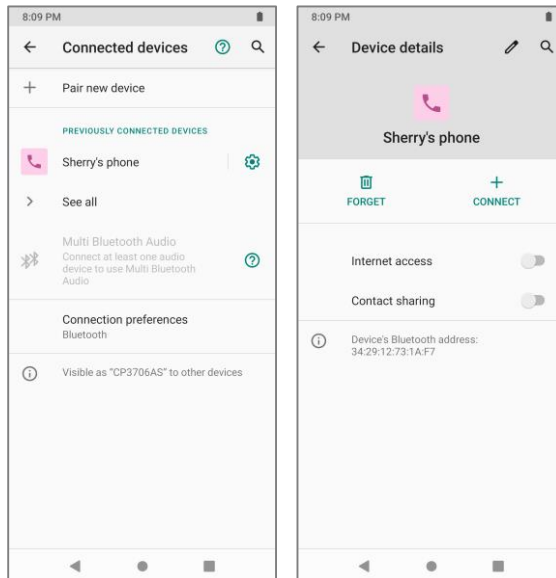 8:09 PM
Connected devices
Pair new device
PREVIOUSLY CONNECTED DEVICES
Sherry's phone
See all
Multi Bluetooth Audio
Connect at least one audio
device to use Multi Bluetooth
Audio
Connection preferences
Bluetooth
Visible as "CP3706AS" to other devices
8:09 PM
Device details
Sherry's phone
FORGET
CONNECT
Internet access
Contact sharing
Device's Bluetooth address:
34:29:12:73:1A:F7